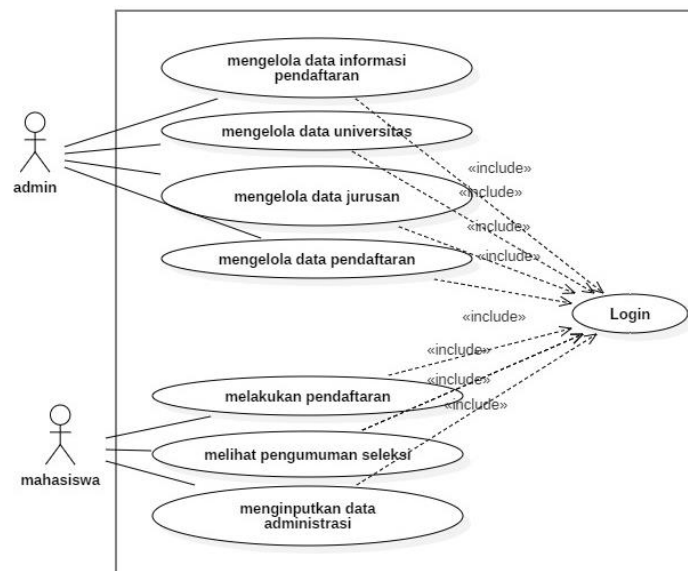 mengelola data informasi
pendaftaran
mengelola data universitas
admin
mengelola data jurusan
mengelola data pendaftaran
«include»
«include»
«include»
«include»
Login
«include»
«include»
«include»
«include»
melakukan pendaftaran
melihat pengumuman seleksi
mahasiswa
menginputkan data
administrasi